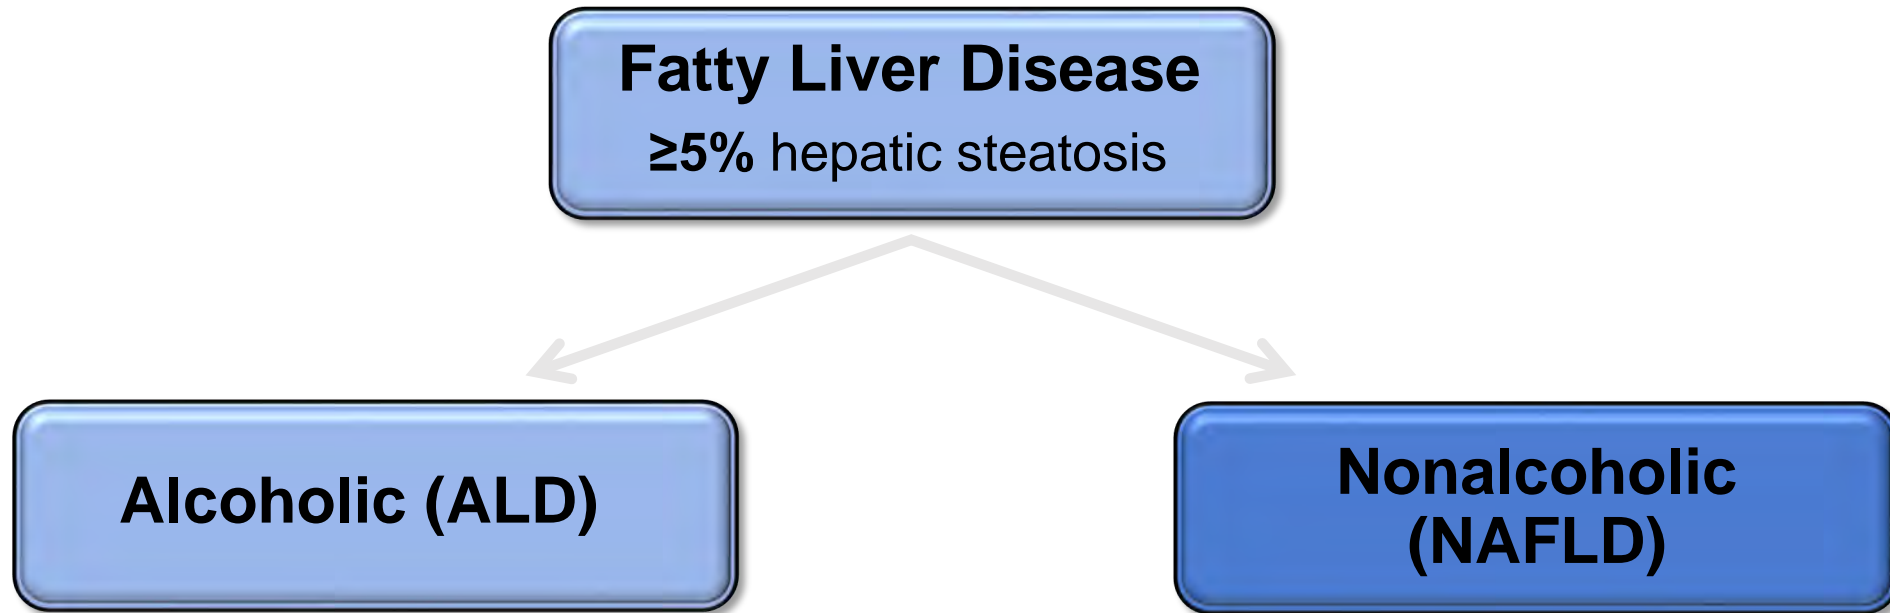 Fatty Liver Disease
≥5% hepatic steatosis
Alcoholic (ALD)
Nonalcoholic
(NAFLD)